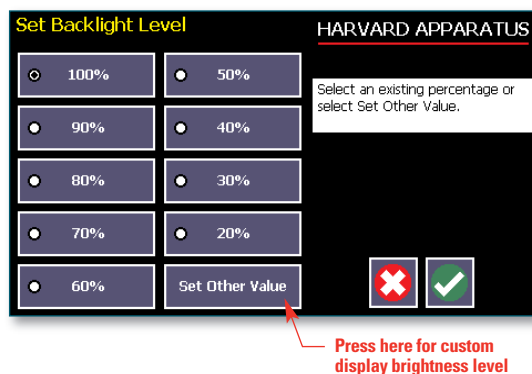 Set Backlight Level
HARVARD APPARATUS
100%
50%
Select an existing percentage or
select Set Other Value.
90%
40%
80%
30%
70%
20%
60%
Set Other Value
Press here for custom
display brightness level